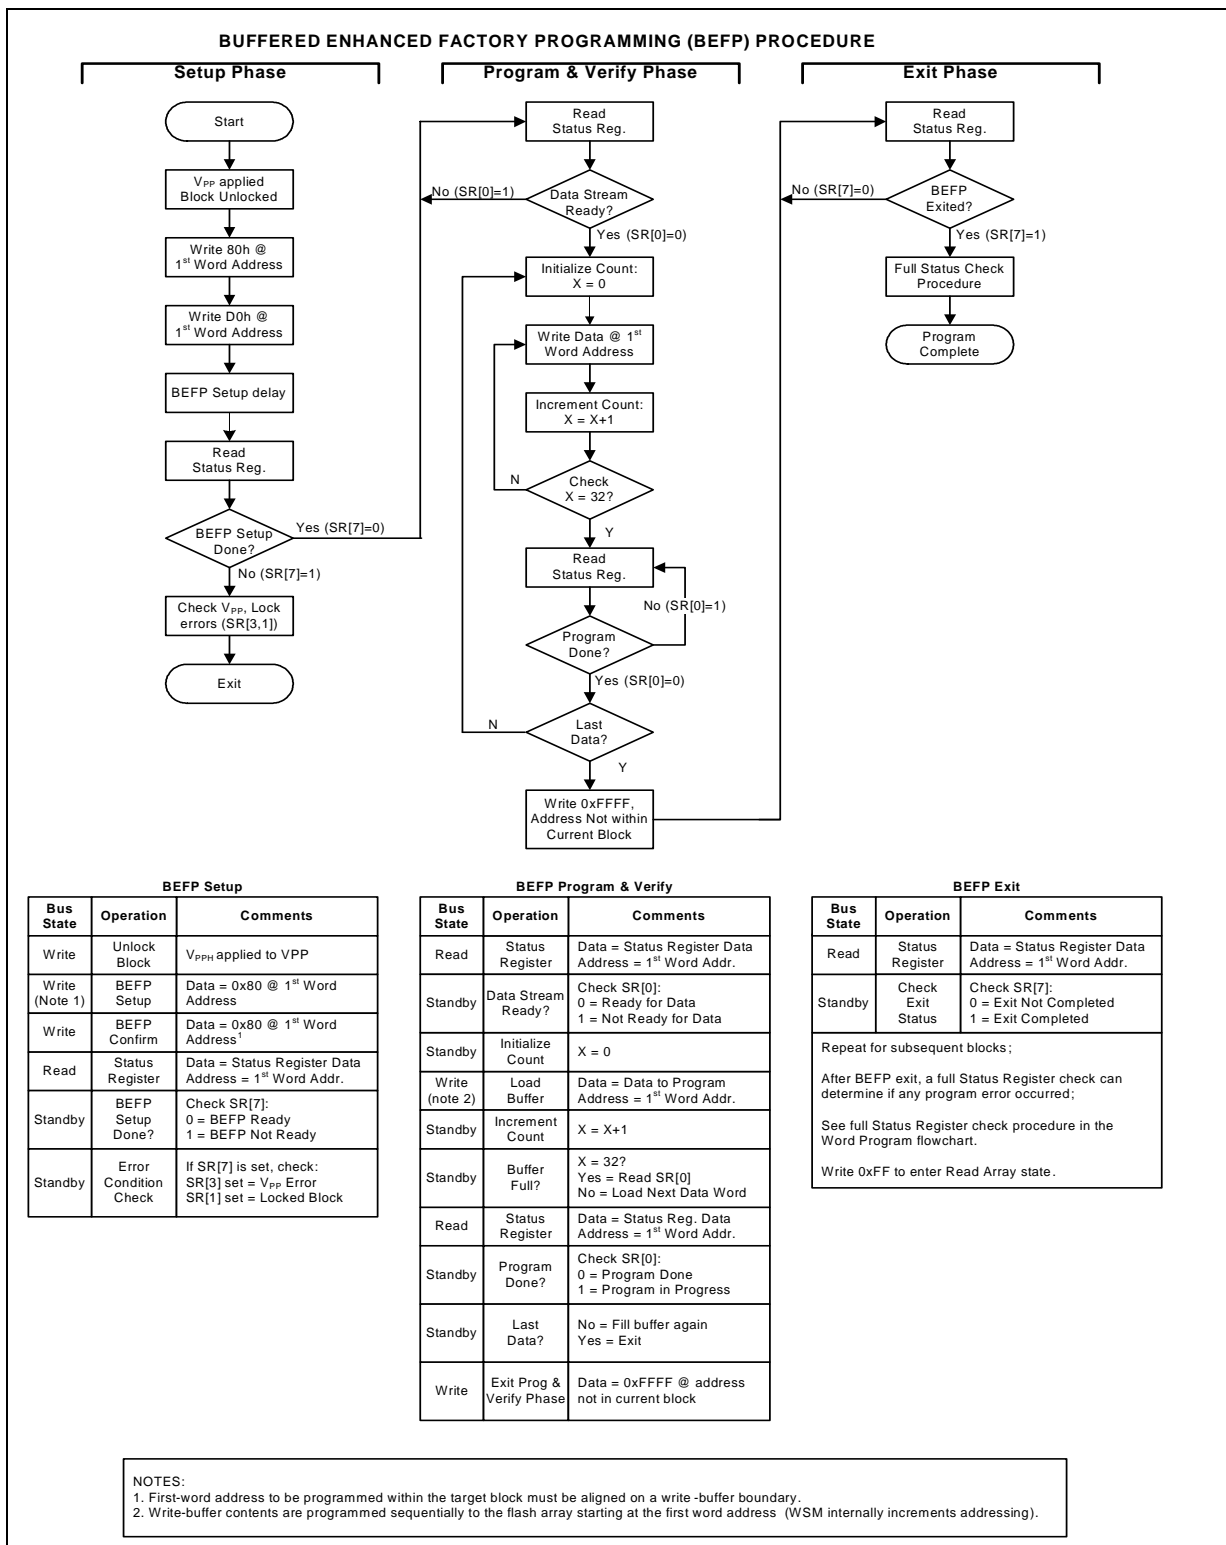 BUFFERED ENHANCED FACTORY PROGRAMMING (BEFP) PROCEDURE
Setup Phase
Start
VPP applied
Block Unlocked
Write 80h @
1st Word Address
Write D0h @
1st Word Address
BEFP Setup delay
Read
Status Reg.
BEFP Setup
Done?
Yes (SR[7]=0)
No (SR[7]=1)
Check VPP, Lock
errors (SR[3,1])
Exit
Program & Verify Phase
Read
Status Reg.
No (SR[0]=1)
Data Stream
Ready?
Yes (SR[0]=0)
Initialize Count:
X = 0
Write Data @ 1st
Word Address
Increment Count:
X = X+1
N
Check
X = 32?
Y
Read
Status Reg.
No (SR[0]=1)
Program
Done?
Yes (SR[0]=0)
N
Last
Data?
Y
Write 0xFFFF,
Address Not within
Current Block
Exit Phase
Read
Status Reg.
No (SR[7]=0)
BEFP
Exited?
Yes (SR[7]=1)
Full Status Check
Procedure
Program
Complete
BEFP Setup
Bus State | Operation | Comments
Write | Unlock Block | VPPH applied to VPP
Write (Note 1) | BEFP Setup | Data = 0x80 @ 1st Word Address
Write | BEFP Confirm | Data = 0x80 @ 1st Word Address1
Read | Status Register | Data = Status Register Data Address = 1st Word Addr.
Standby | BEFP Setup Done? | Check SR[7]: 0 = BEFP Ready 1 = BEFP Not Ready
Standby | Error Condition Check | If SR[7] is set, check: SR[3] set = VPP Error SR[1] set = Locked Block
BEFP Program & Verify
Bus State | Operation | Comments
Read | Status Register | Data = Status Register Data Address = 1st Word Addr.
Standby | Data Stream Ready? | Check SR[0]: 0 = Ready for Data 1 = Not Ready for Data
Standby | Initialize Count | X = 0
Write (note 2) | Load Buffer | Data = Data to Program Address = 1st Word Addr.
Standby | Increment Count | X = X+1
Standby | Buffer Full? | X = 32? Yes = Read SR[0] No = Load Next Data Word
Read | Status Register | Data = Status Reg. Data Address = 1st Word Addr.
Standby | Program Done? | Check SR[0]: 0 = Program Done 1 = Program in Progress
Standby | Last Data? | No = Fill buffer again Yes = Exit
Write | Exit Prog & Verify Phase | Data = 0xFFFF @ address not in current block
BEFP Exit
Bus State | Operation | Comments
Read | Status Register | Data = Status Register Data Address = 1st Word Addr.
Standby | Check Exit Status | Check SR[7]: 0 = Exit Not Completed 1 = Exit Completed
Repeat for subsequent blocks;
After BEFP exit, a full Status Register check can
determine if any program error occurred;
See full Status Register check procedure in the
Word Program flowchart.
Write 0xFF to enter Read Array state.
NOTES:
1. First-word address to be programmed within the target block must be aligned on a write -buffer boundary.
2. Write-buffer contents are programmed sequentially to the flash array starting at the first word address (WSM internally increments addressing).